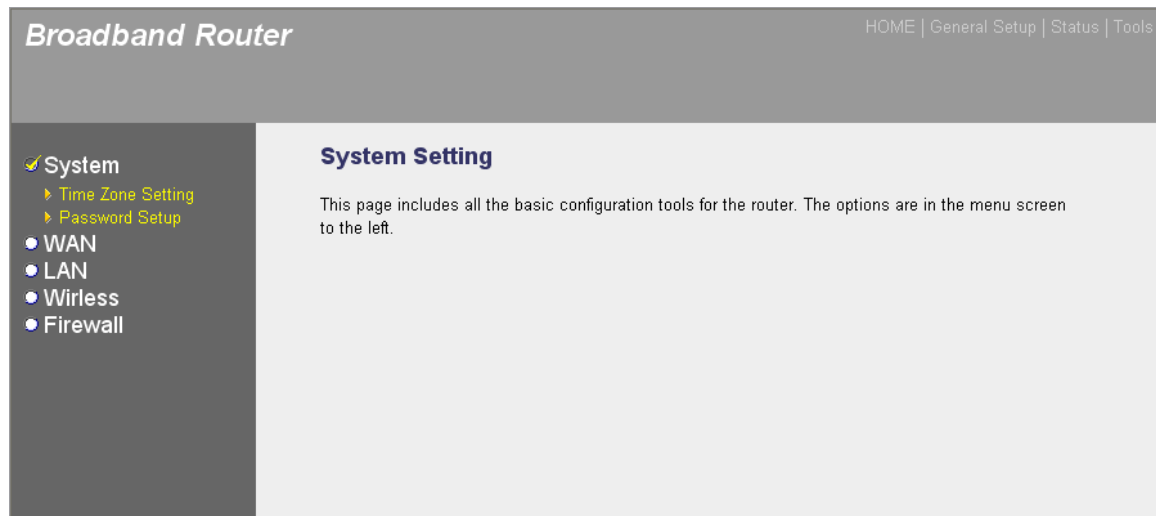 Broadband Router
HOME | General Setup | Status | Tools
System
Time Zone Setting
Password Setup
WAN
LAN
Wirless
Firewall
System Setting
This page includes all the basic configuration tools for the router. The options are in the menu screen
to the left.